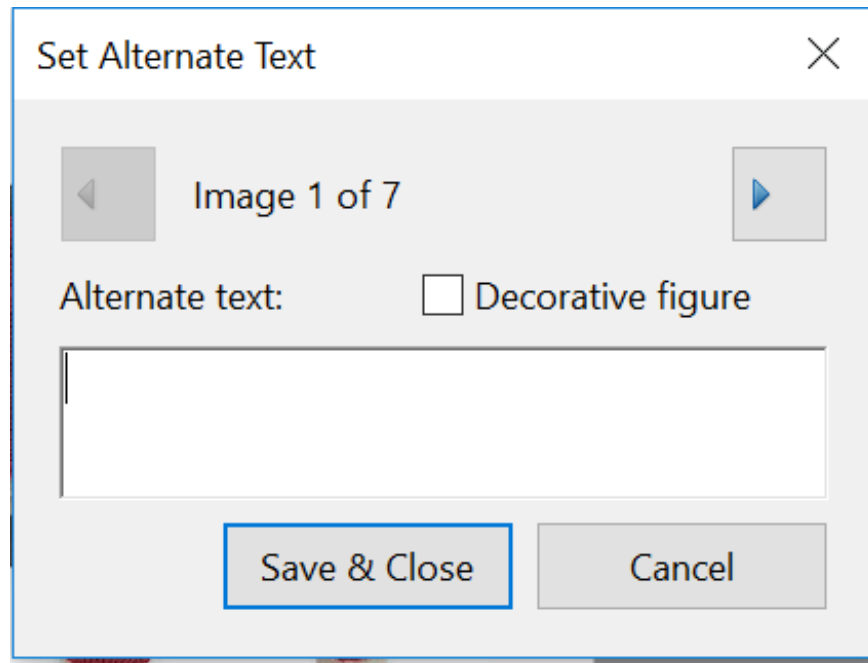 Set Alternate Text
Image 1 of 7
Alternate text: Decorative figure
Save & Close Cancel